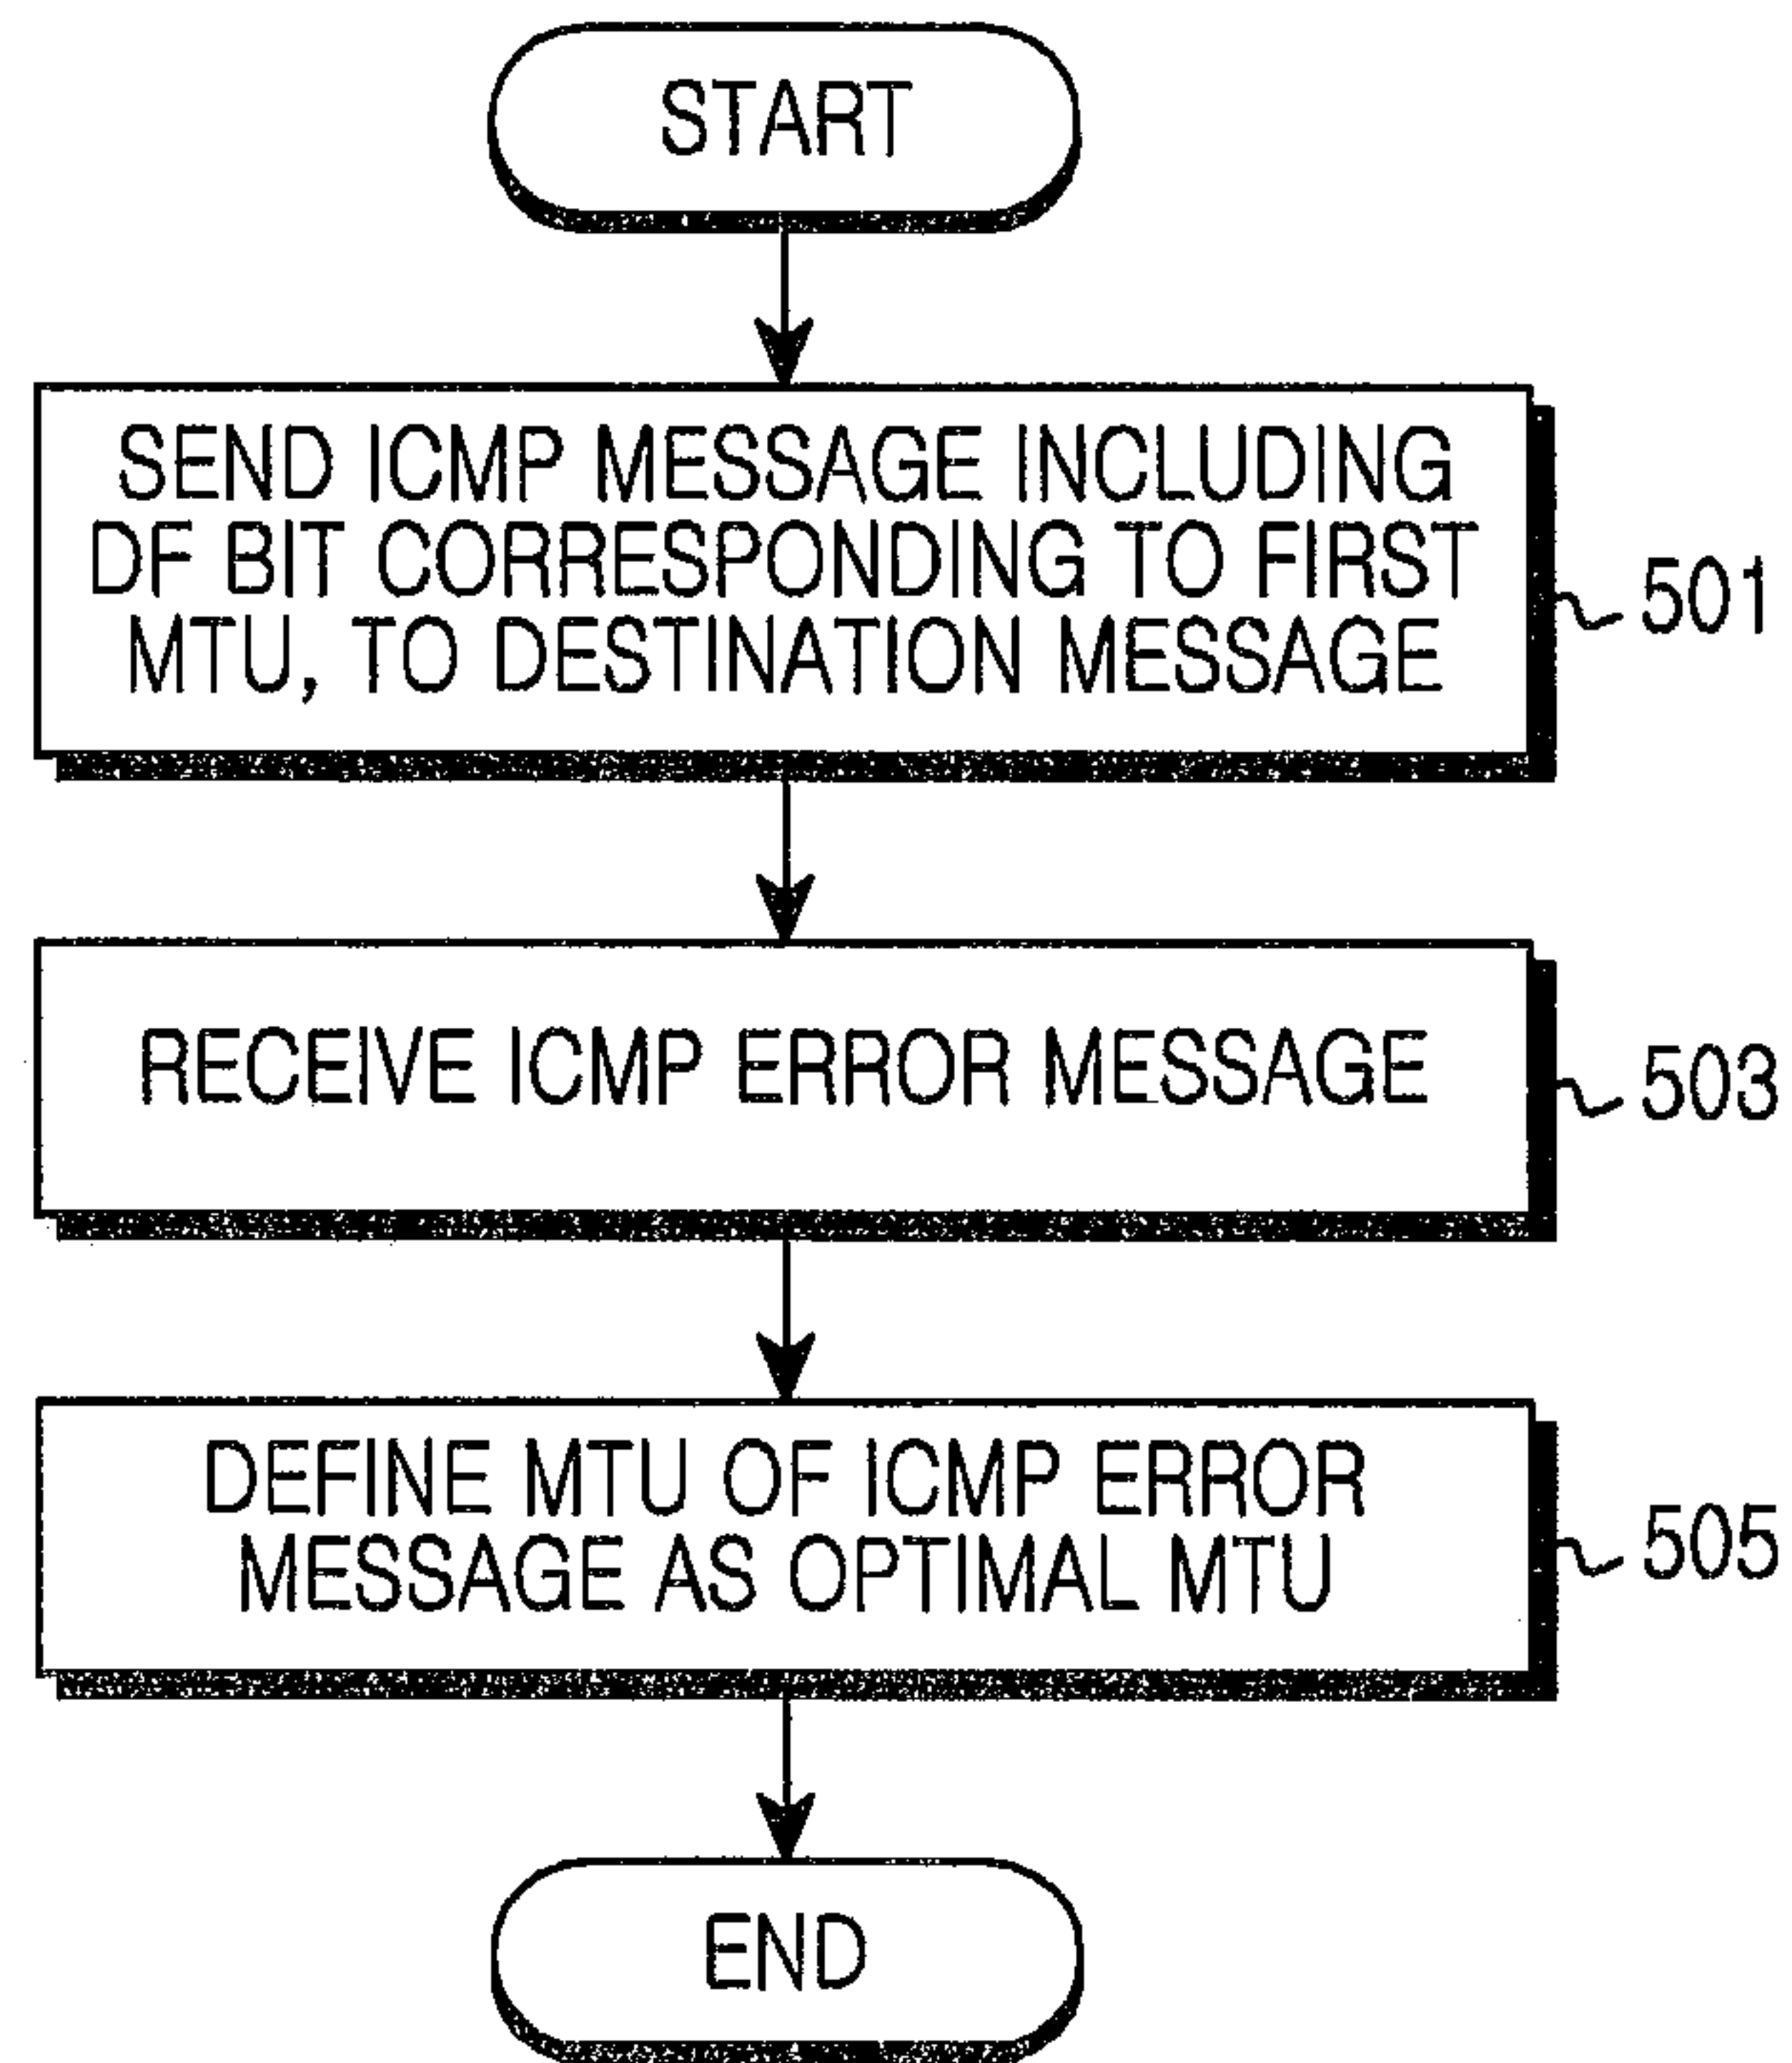 START
SEND ICMP MESSAGE INCLUDING
DF BIT CORRESPONDING TO FIRST
MTU, TO DESTINATION MESSAGE
501
RECEIVE ICMP ERROR MESSAGE
503
DEFINE MTU OF ICMP ERROR
MESSAGE AS OPTIMAL MTU
505
END